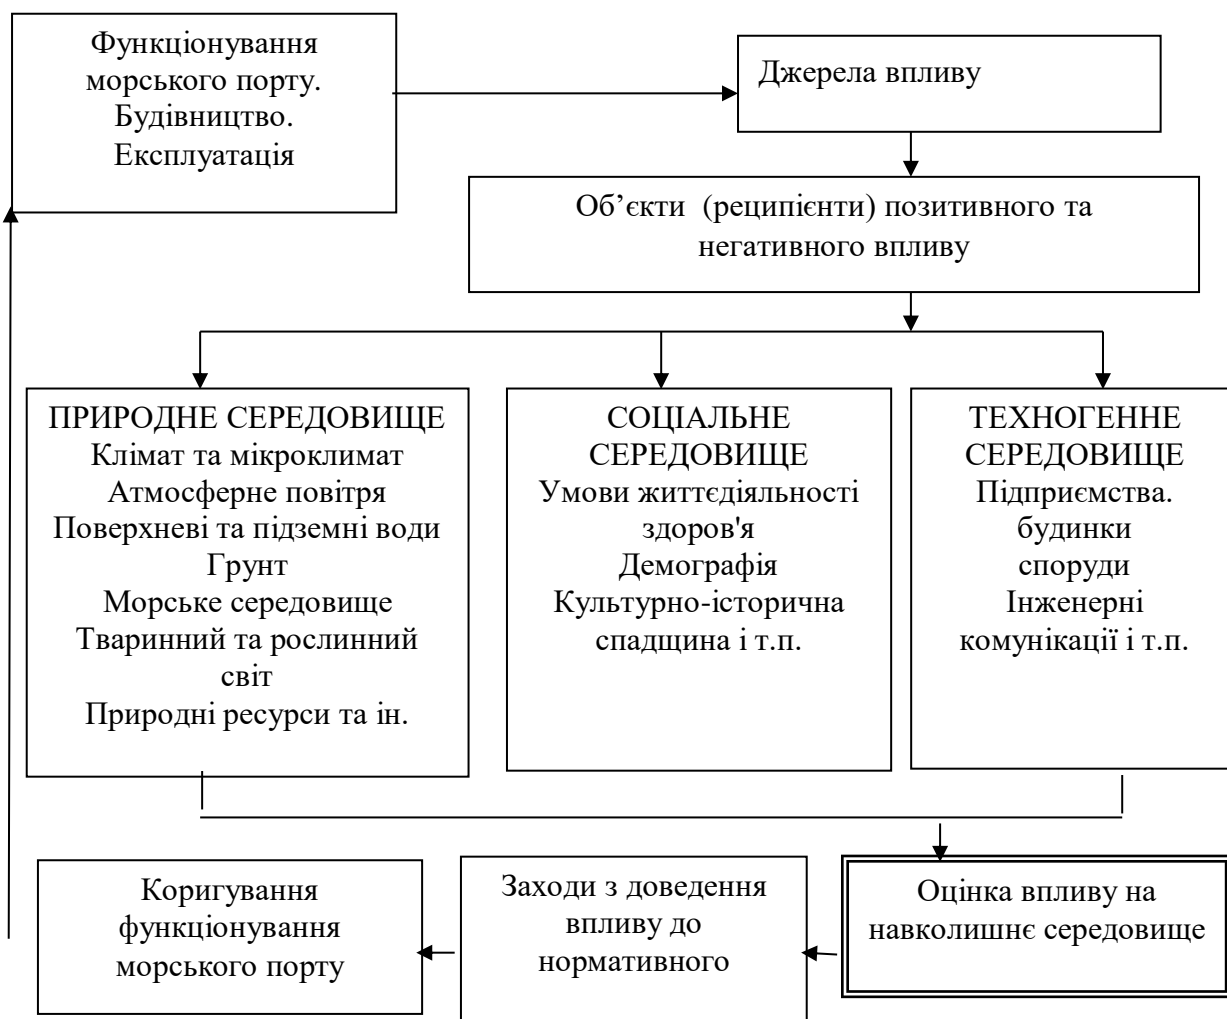 Функціонування
морського порту.
Будівництво.
Експлуатація
Джерела впливу
Об’єкти (реципієнти) позитивного та
негативного впливу
ПРИРОДНЕ СЕРЕДОВИЩЕ
Клімат та мікроклимат
Атмосферне повітря
Поверхневі та підземні води
Грунт
Морське середовище
Тваринний та рослинний
світ
Природні ресурси та ін.
СОЦІАЛЬНЕ
СЕРЕДОВИЩЕ
Умови життєдіяльності
здоров'я
Демографія
Культурно-історична
спадщина і т.п.
ТЕХНОГЕННЕ
СЕРЕДОВИЩЕ
Підприємства.
будинки
споруди
Інженерні
комунікації і т.п.
Коригування
функціонування
морського порту
Заходи з доведення
впливу до
нормативного
Оцінка впливу на
навколишнє середовище